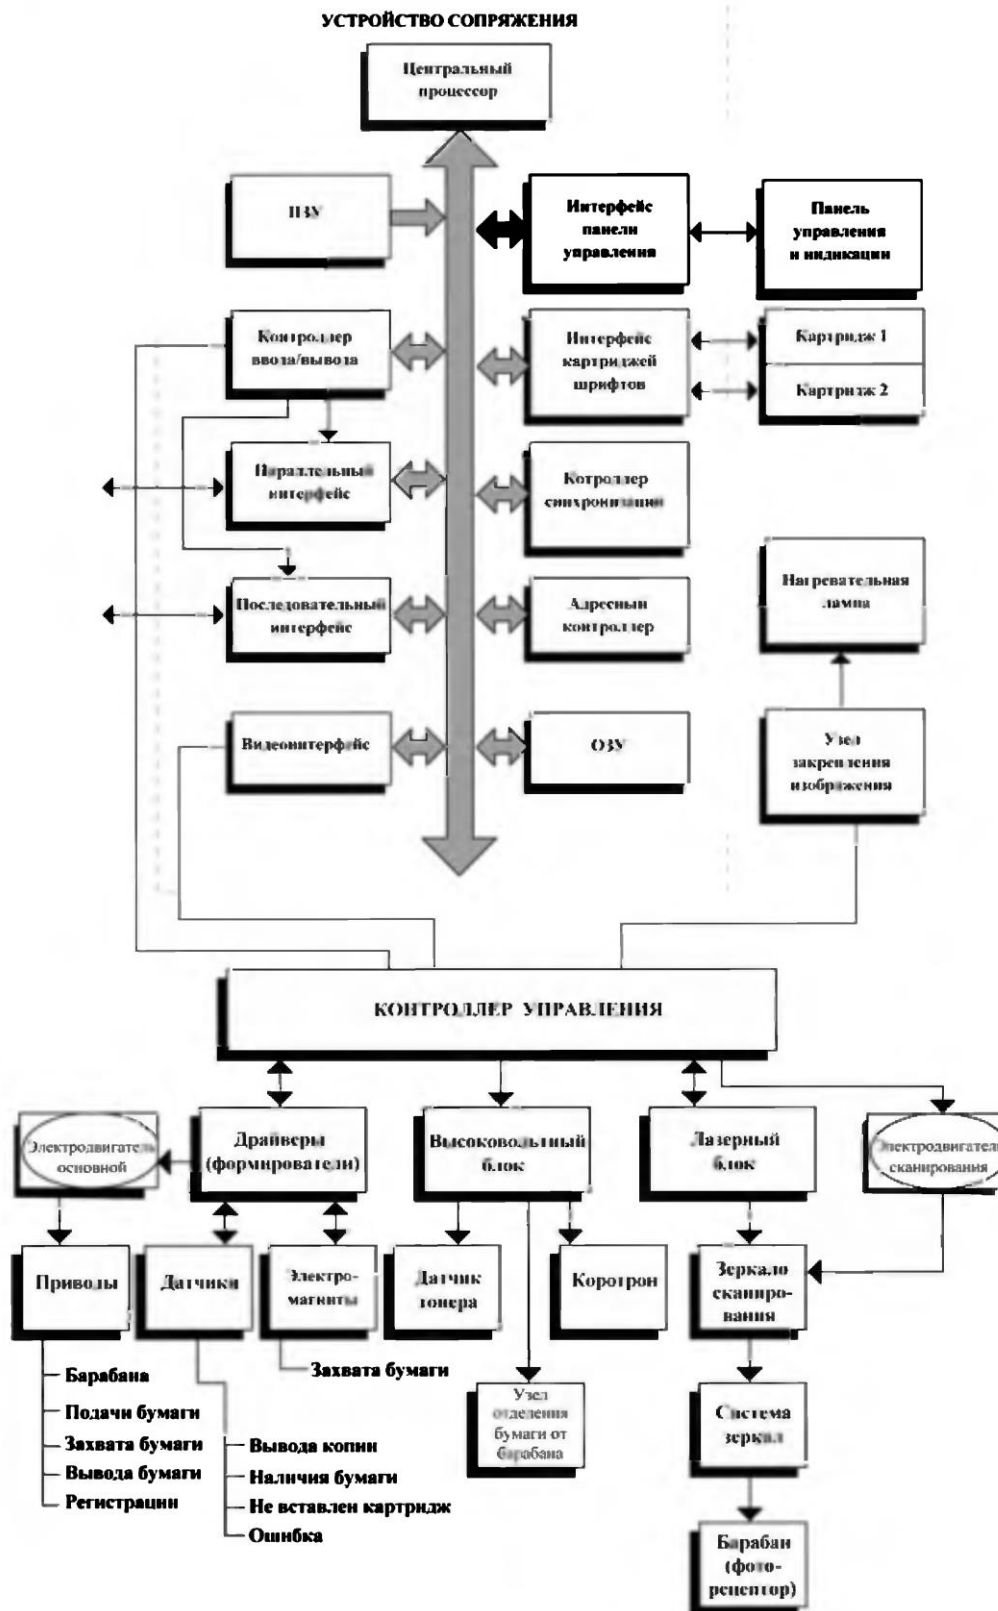 УСТРОЙСТВО СОПРЯЖЕНИЯ
Центральный
процессор
ПЗУ
Интерфейс
панели
управления
Панель
управления
и индикации
Контроллер
ввода/вывода
Интерфейс
картриджей
шрифтов
Картридж 1
Картридж 2
Параллельный
интерфейс
Котроллер
синхронизации
Нагревательная
лампа
Последовательный
интерфейс
Адресный
контроллер
Видеоинтерфейс
ОЗУ
Узел
закрепления
изображения
КОНТРОЛЛЕР УПРАВЛЕНИЯ
Электродвигатель
основной
Драйверы
(формирователи)
Высоковольтный
блок
Лазерный
блок
Электродвигатель
сканирования
Приводы
Датчики
Электро-
магниты
Датчик
тонера
Коротрон
Зеркало
сканиро-
вания
Барабана
Подачи бумаги
Захвата бумаги
Вывода бумаги
Регистрации
Захвата бумаги
Вывода копии
Наличия бумаги
Не вставлен картридж
Ошибка
Узел
отделения
бумаги от
барабана
Система
зеркал
Барабан
(фото-
рецептор)